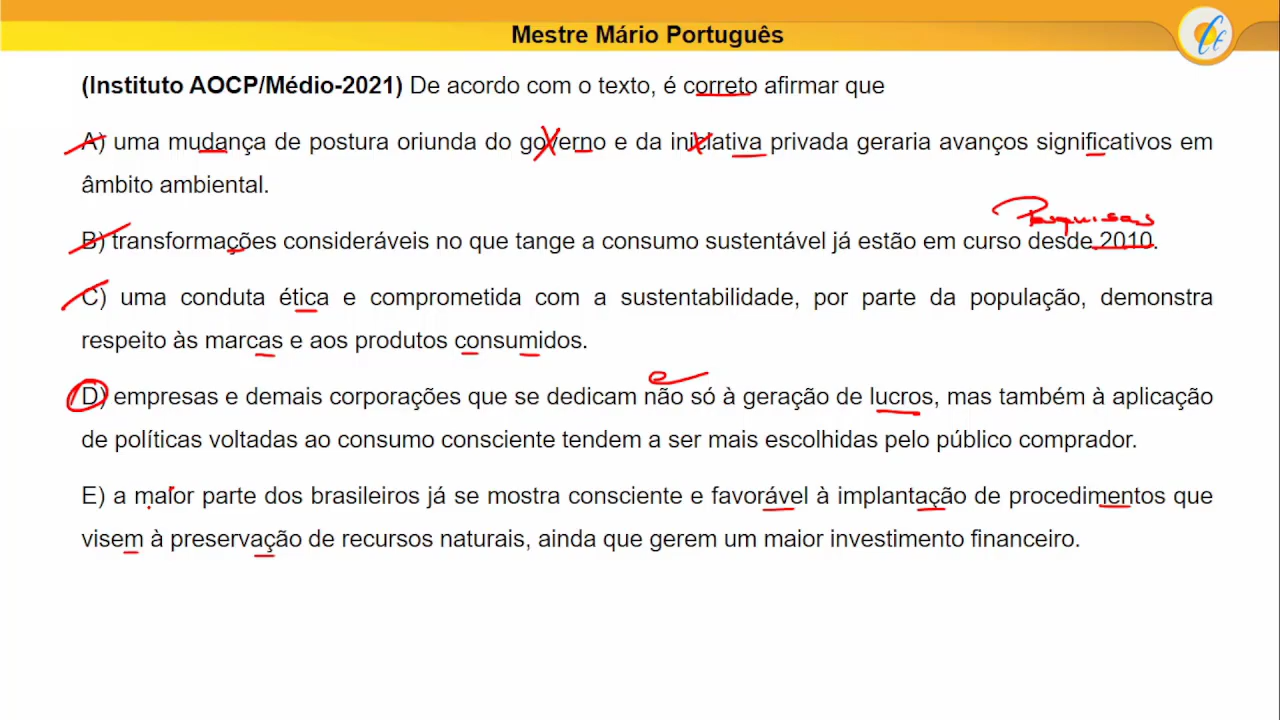 Mestre Mário Português
(Instituto AOCP/Médio-2021) De acordo com o texto, é correto afirmar que
A) uma mudança de postura oriunda do governo e da iniciativa privada geraria avanços significativos em
âmbito ambiental.
Pesquisas
B) transformações consideráveis no que tange a consumo sustentável já estão em curso desde 2010.
C) uma conduta ética e comprometida com a sustentabilidade, por parte da população, demonstra
respeito às marcas e aos produtos consumidos.
D) empresas e demais corporações que se dedicam não só à geração de lucros, mas também à aplicação
de políticas voltadas ao consumo consciente tendem a ser mais escolhidas pelo público comprador.
E) a maior parte dos brasileiros já se mostra consciente e favorável à implantação de procedimentos que
visem à preservação de recursos naturais, ainda que gerem um maior investimento financeiro.